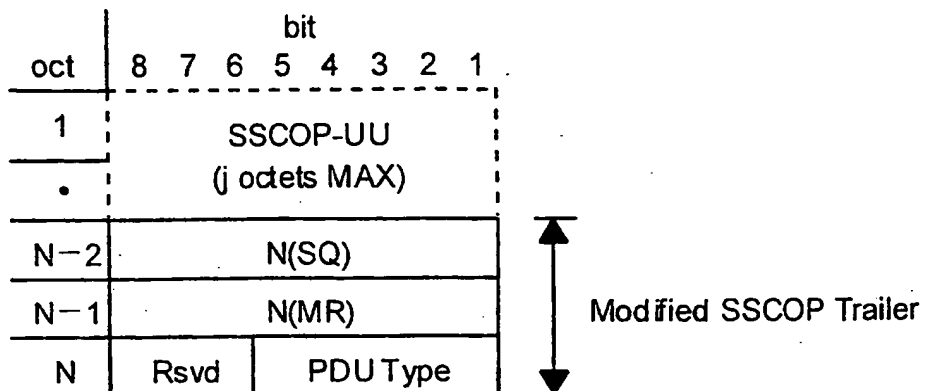 bit
oct 8 7 6 5 4 3 2 1
1 SSCOP-UU
• (j octets MAX)
N-2 N(SQ)
N-1 N(MR) Modified SSCOP Trailer
N Rsvd PDU Type